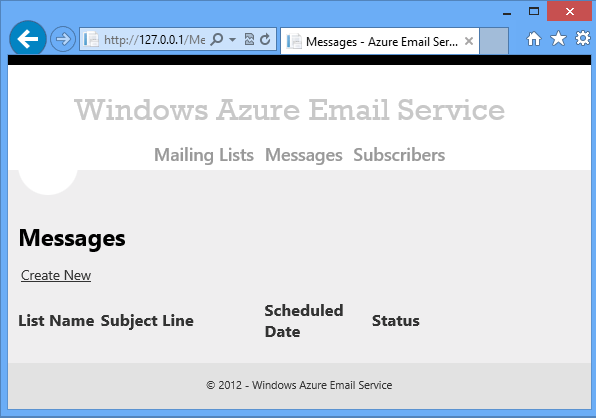 http://127.0.0.1/Me
Messages - Azure Email Ser...
Windows Azure Email Service
Mailing Lists Messages Subscribers
Messages
Create New
List Name Subject Line Scheduled Date Status
© 2012 - Windows Azure Email Service